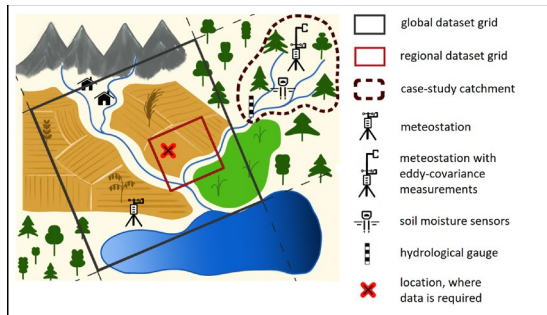 global dataset grid
regional dataset grid
case-study catchment
meteostation
meteostation with
eddy-covariance
measurements
soil moisture sensors
hydrological gauge
location, where
data is required